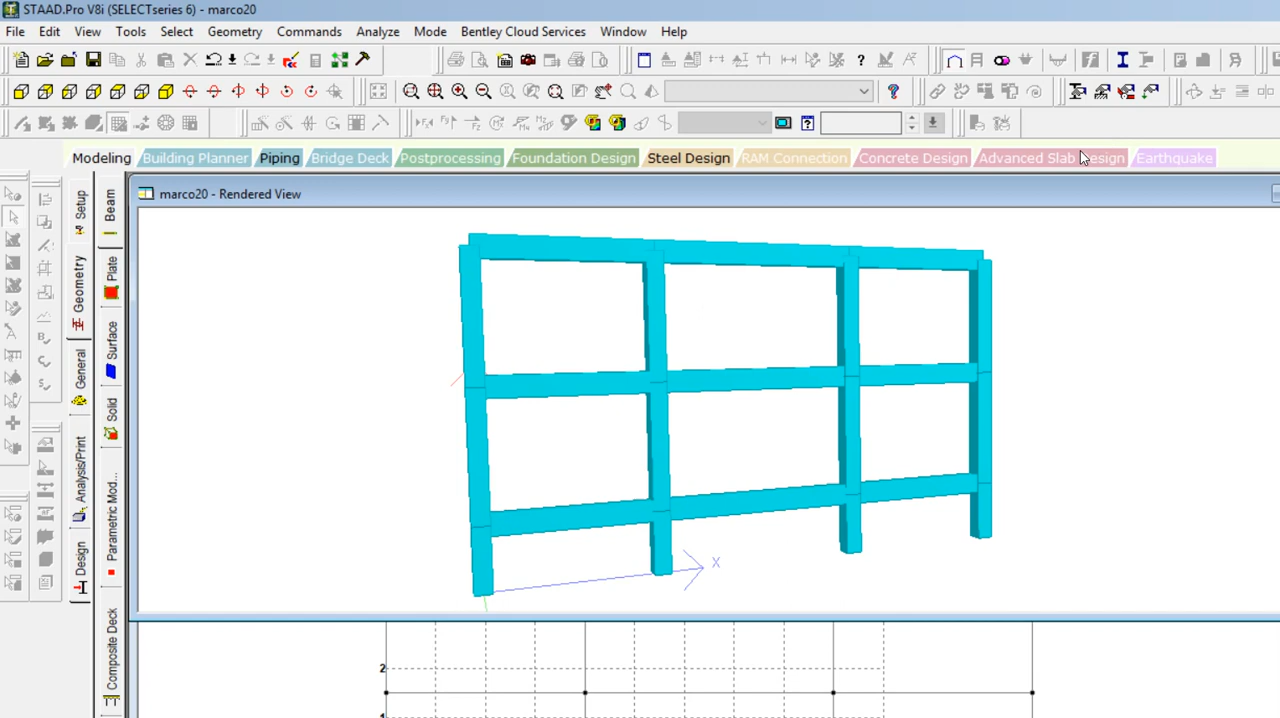 STAAD.Pro V8i (SELECTseries 6) - marco20
File Edit View Tools Select Geometry Commands Analyze Mode Bentley Cloud Services Window Help
Modeling Building Planner Piping Bridge Deck Postprocessing Foundation Design Steel Design RAM Connection Concrete Design Advanced Slab Design Earthquake
marco20 - Rendered View
Setup
Geometry
General
Analysis/Print
Design
Beam
Plate
Surface
Solid
Parametric Mod...
Composite Deck
X
2